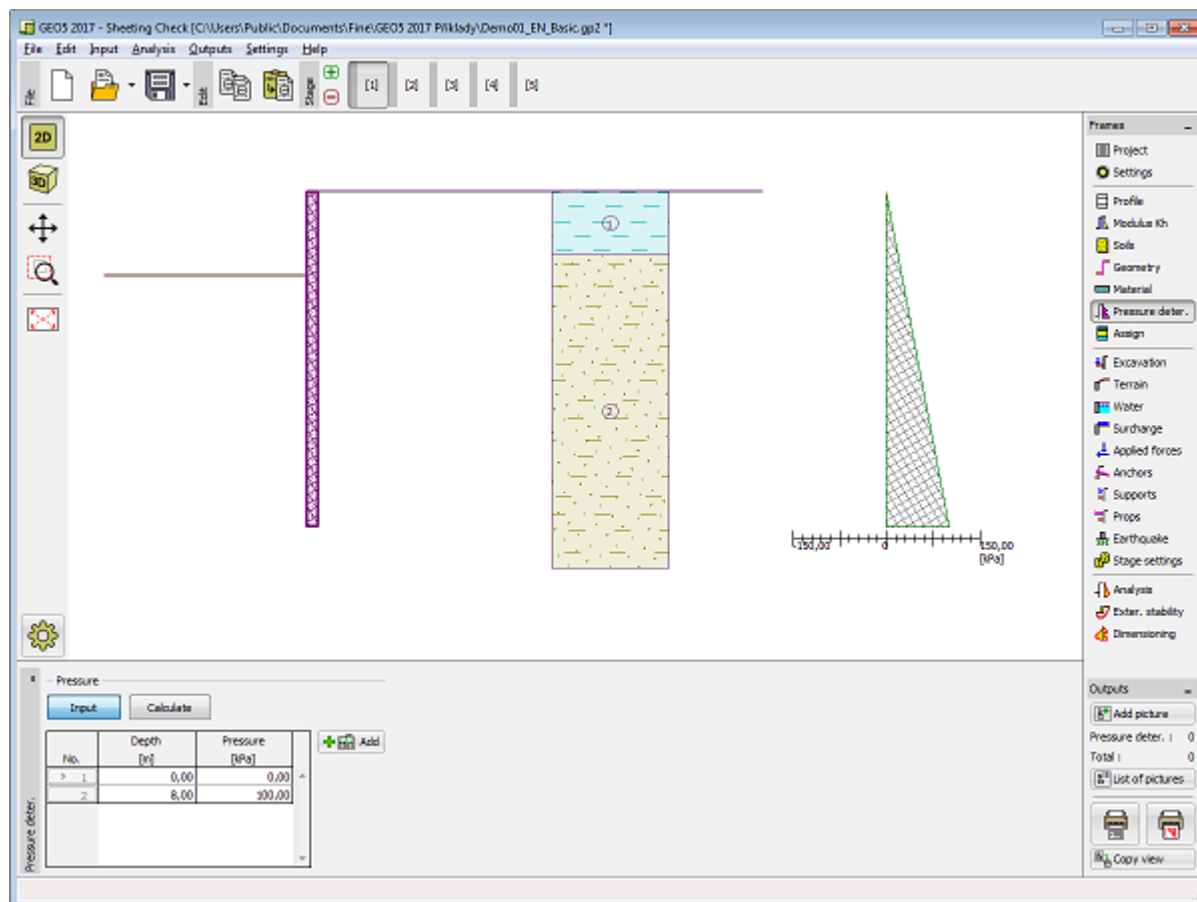 GEO5 2017 - Sheeting Check [C:\Users\Public\Documents\Fine\GEO5 2017 Příklady\Demo01_EN_Basic.gp2 *]
File Edit Input Analysis Outputs Settings Help
File Edit Stage [1] [2] [3] [4] [5]
2D
3D
1
2
-150,00 0 150,00
[kPa]
Frames
Project
Settings
Profile
Modulus Kh
Soils
Geometry
Material
Pressure deter.
Assign
Excavation
Terrain
Water
Surcharge
Applied forces
Anchors
Supports
Props
Earthquake
Stage settings
Analysis
Exter. stability
Dimensioning
Pressure
Input Calculate
No. Depth Pressure
[m] [kPa]
> 1 0,00 0,00
2 8,00 100,00
Add
Pressure deter.
Outputs
Add picture
Pressure deter. : 0
Total : 0
List of pictures
Copy view